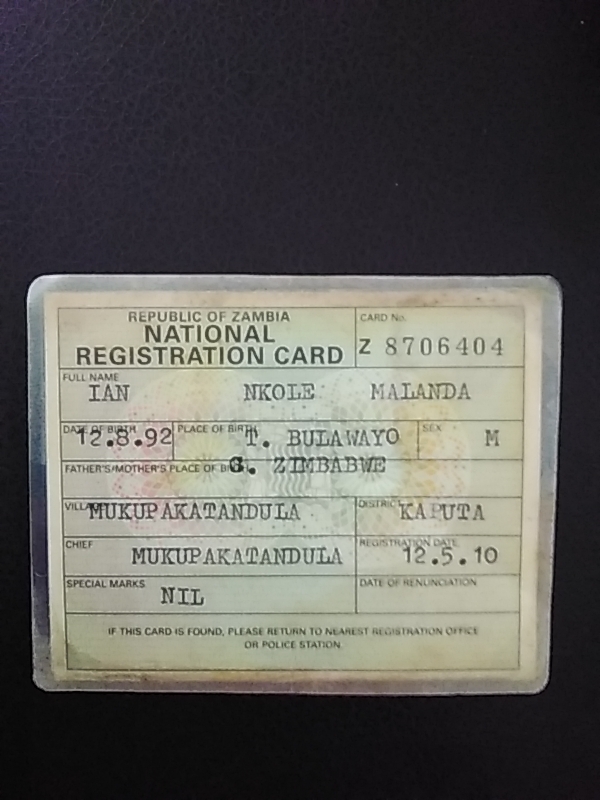 REPUBLIC OF ZAMBIA
NATIONAL
REGISTRATION CARD
CARD No.
Z 8706404
FULL NAME
IAN NKOLE MALANDA
DATE OF BIRTH PLACE OF BIRTH SEX
12.8.92 T. BULAWAYO M
FATHER'S/MOTHER'S PLACE OF
G. ZIMBABWE
DISTRICT
MUKUPAKATANDULA KAPUTA
CHIEF REGISTRATION DATE
MUKUPAKATANDULA 12.5.10
SPECIAL MARKS DATE OF RENUNCIATION
NIL
IF THIS CARD IS FOUND, PLEASE RETURN TO NEAREST REGISTRATION OFFICE
OR POLICE STATION.